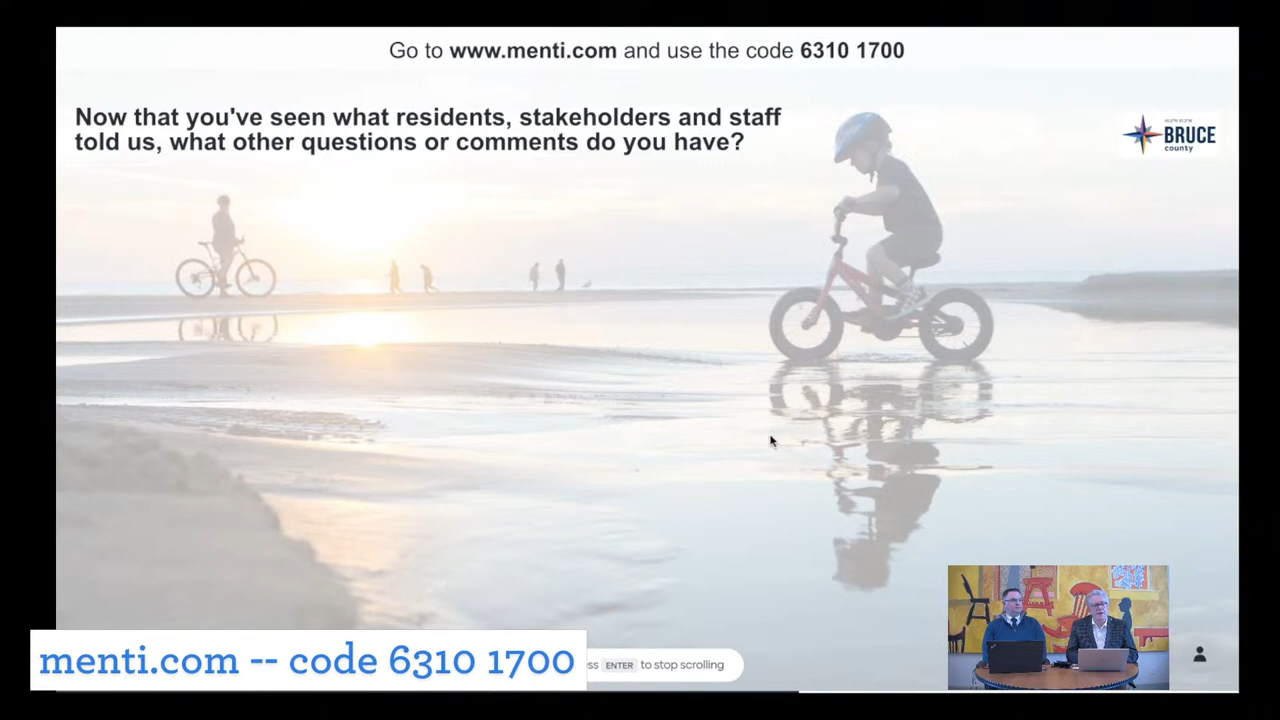 Go to www.menti.com and use the code 6310 1700
Now that you've seen what residents, stakeholders and staff
told us, what other questions or comments do you have?
BRUCE
county
menti.com -- code 6310 1700
ENTER to stop scrolling